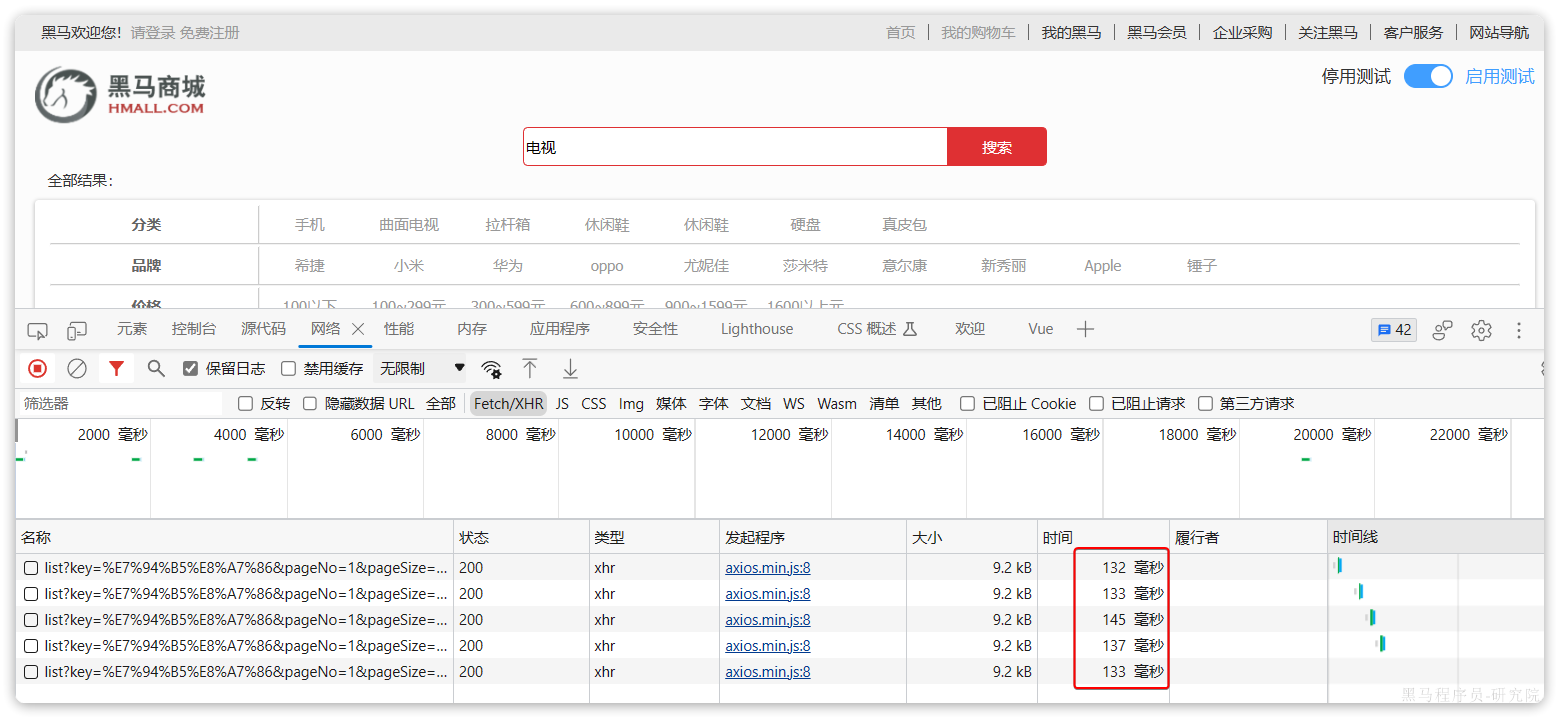 黑马欢迎您！请登录 免费注册 首页 我的购物车 我的黑马 黑马会员 企业采购 关注黑马 客户服务 网站导航
黑马商城
HMALL.COM
停用测试 启用测试
电视 搜索
全部结果：
分类 手机 曲面电视 拉杆箱 休闲鞋 休闲鞋 硬盘 真皮包
品牌 希捷 小米 华为 oppo 尤妮佳 莎米特 意尔康 新秀丽 Apple 锤子
价格 100以下 100~299元 300~599元 600~899元 900~1599元 1600以上元
元素 控制台 源代码 网络 性能 内存 应用程序 安全性 Lighthouse CSS 概述 欢迎 Vue 42
保留日志 禁用缓存 无限制
筛选器 反转 隐藏数据 URL 全部 Fetch/XHR JS CSS Img 媒体 字体 文档 WS Wasm 清单 其他 已阻止 Cookie 已阻止请求 第三方请求
2000 毫秒 4000 毫秒 6000 毫秒 8000 毫秒 10000 毫秒 12000 毫秒 14000 毫秒 16000 毫秒 18000 毫秒 20000 毫秒 22000 毫秒
名称 状态 类型 发起程序 大小 时间 履行者 时间线
list?key=%E7%94%B5%E8%A7%86&pageNo=1&pageSize=... 200 xhr axios.min.js:8 9.2 kB 132 毫秒
list?key=%E7%94%B5%E8%A7%86&pageNo=1&pageSize=... 200 xhr axios.min.js:8 9.2 kB 133 毫秒
list?key=%E7%94%B5%E8%A7%86&pageNo=1&pageSize=... 200 xhr axios.min.js:8 9.2 kB 145 毫秒
list?key=%E7%94%B5%E8%A7%86&pageNo=1&pageSize=... 200 xhr axios.min.js:8 9.2 kB 137 毫秒
list?key=%E7%94%B5%E8%A7%86&pageNo=1&pageSize=... 200 xhr axios.min.js:8 9.2 kB 133 毫秒
黑马程序员-研究院